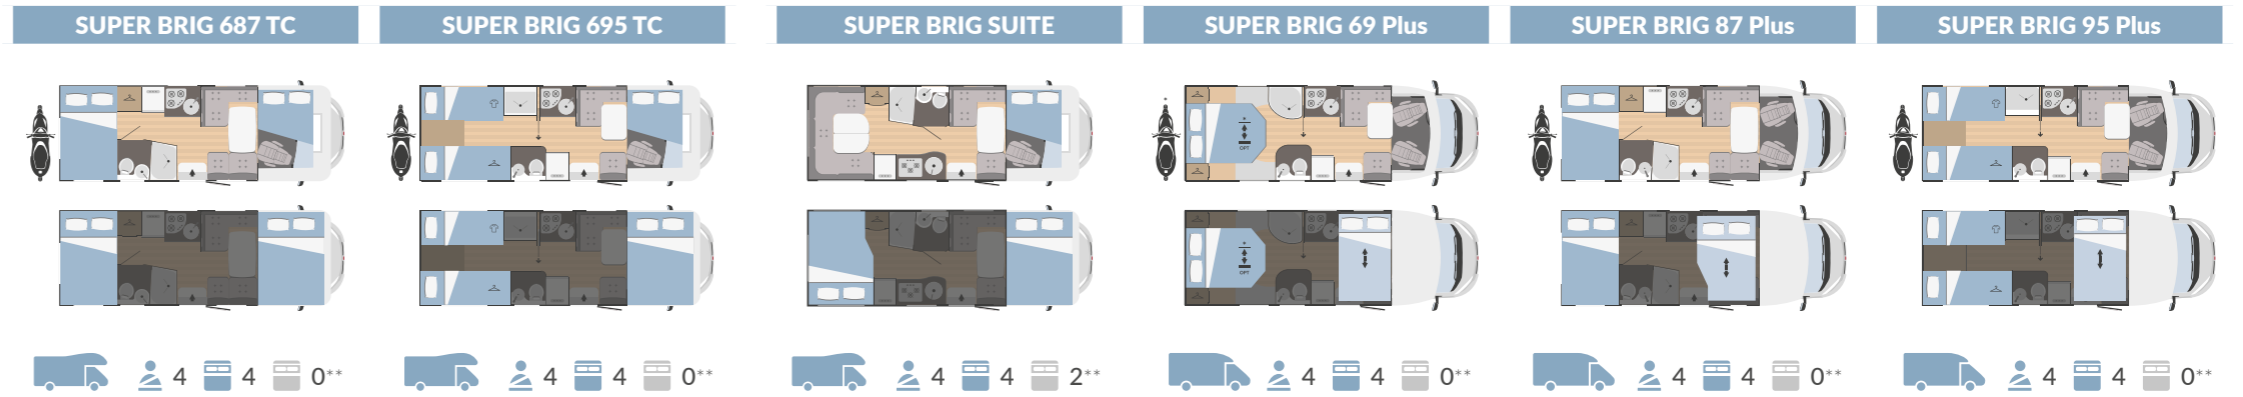 SUPER BRIG 687 TC
SUPER BRIG 695 TC
SUPER BRIG SUITE
SUPER BRIG 69 Plus
SUPER BRIG 87 Plus
SUPER BRIG 95 Plus
OPT
OPT
4 4 0**
4 4 0**
4 4 2**
4 4 0**
4 4 0**
4 4 0**